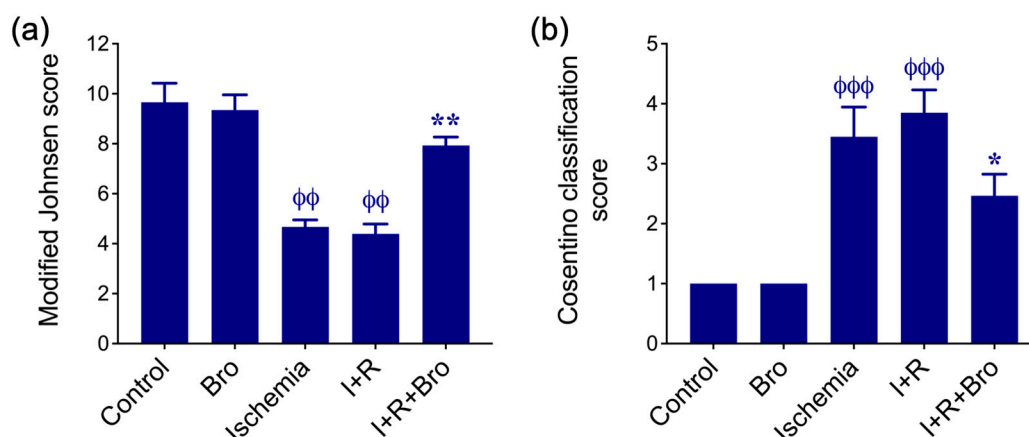 (a)
Modified Johnsen score
12
10
8
6
4
2
0
ϕϕ
ϕϕ
**
Control
Bro
Ischemia
I+R
I+R+Bro
(b)
Cosentino classification
score
5
4
3
2
1
0
ϕϕϕ
ϕϕϕ
*
Control
Bro
Ischemia
I+R
I+R+Bro